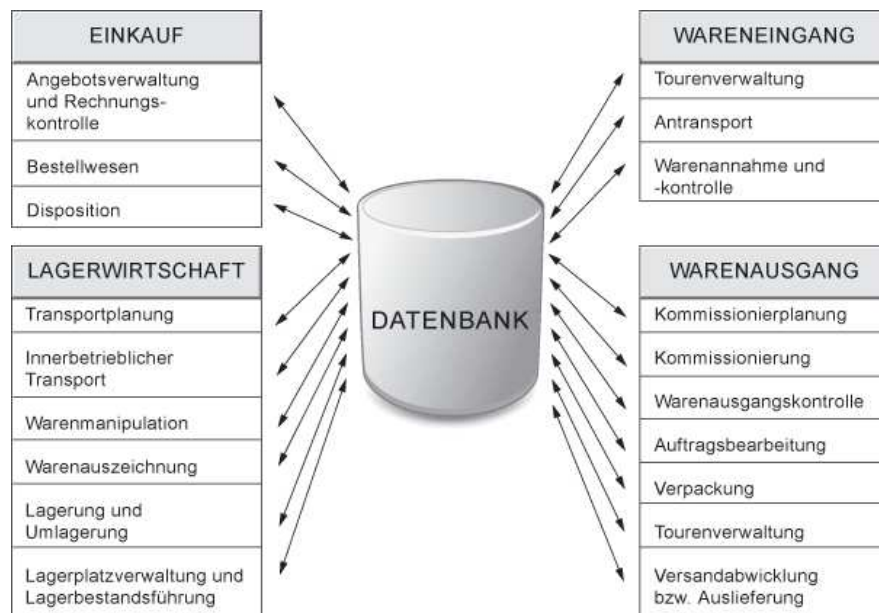 EINKAUF
Angebotsverwaltung
und Rechnungs-
kontrolle
Bestellwesen
Disposition
LAGERWIRTSCHAFT
Transportplanung
Innerbetrieblicher
Transport
Warenmanipulation
Warenauszeichnung
Lagerung und
Umlagerung
Lagerplatzverwaltung und
Lagerbestandsführung
DATENBANK
WARENEINGANG
Tourenverwaltung
Antransport
Warenannahme und
-kontrolle
WARENAUSGANG
Kommissionierplanung
Kommissionierung
Warenausgangskontrolle
Auftragsbearbeitung
Verpackung
Tourenverwaltung
Versandabwicklung
bzw. Auslieferung